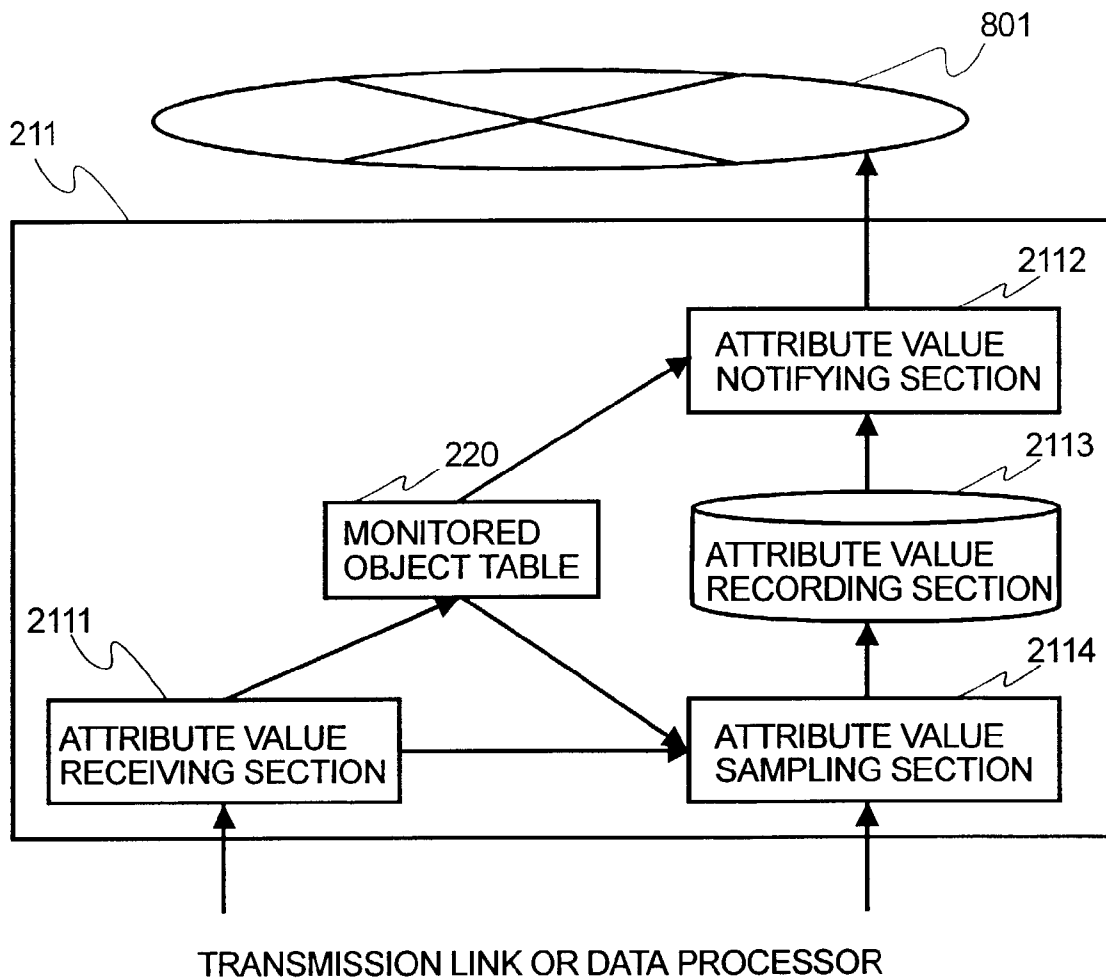 801
211
2112
ATTRIBUTE VALUE
NOTIFYING SECTION
220
2113
MONITORED
OBJECT TABLE
ATTRIBUTE VALUE
RECORDING SECTION
2111
2114
ATTRIBUTE VALUE
RECEIVING SECTION
ATTRIBUTE VALUE
SAMPLING SECTION
TRANSMISSION LINK OR DATA PROCESSOR